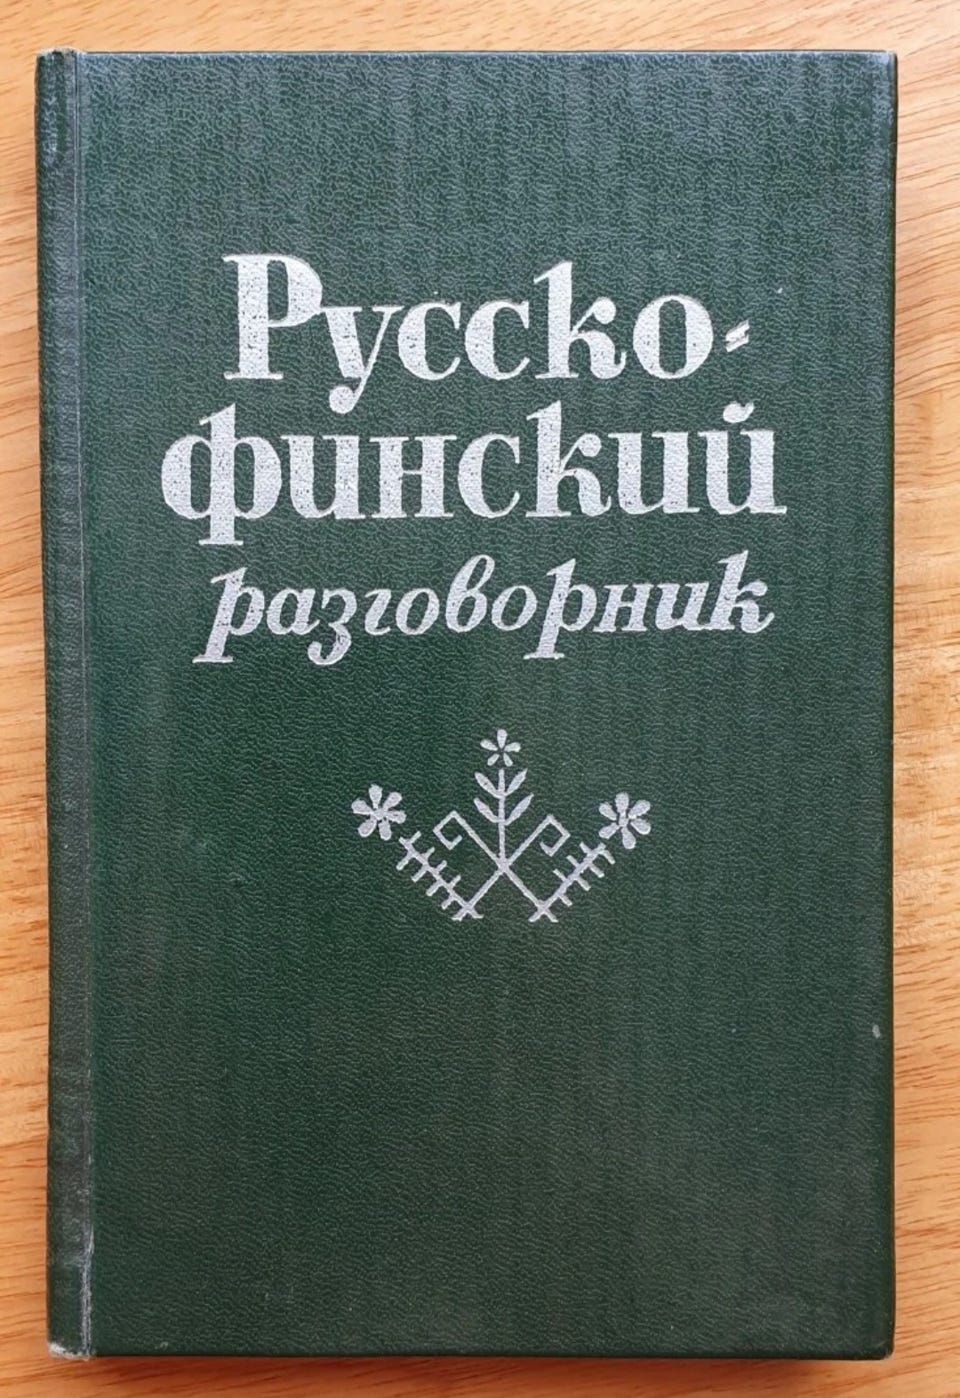 Русско-
финский
разговорник